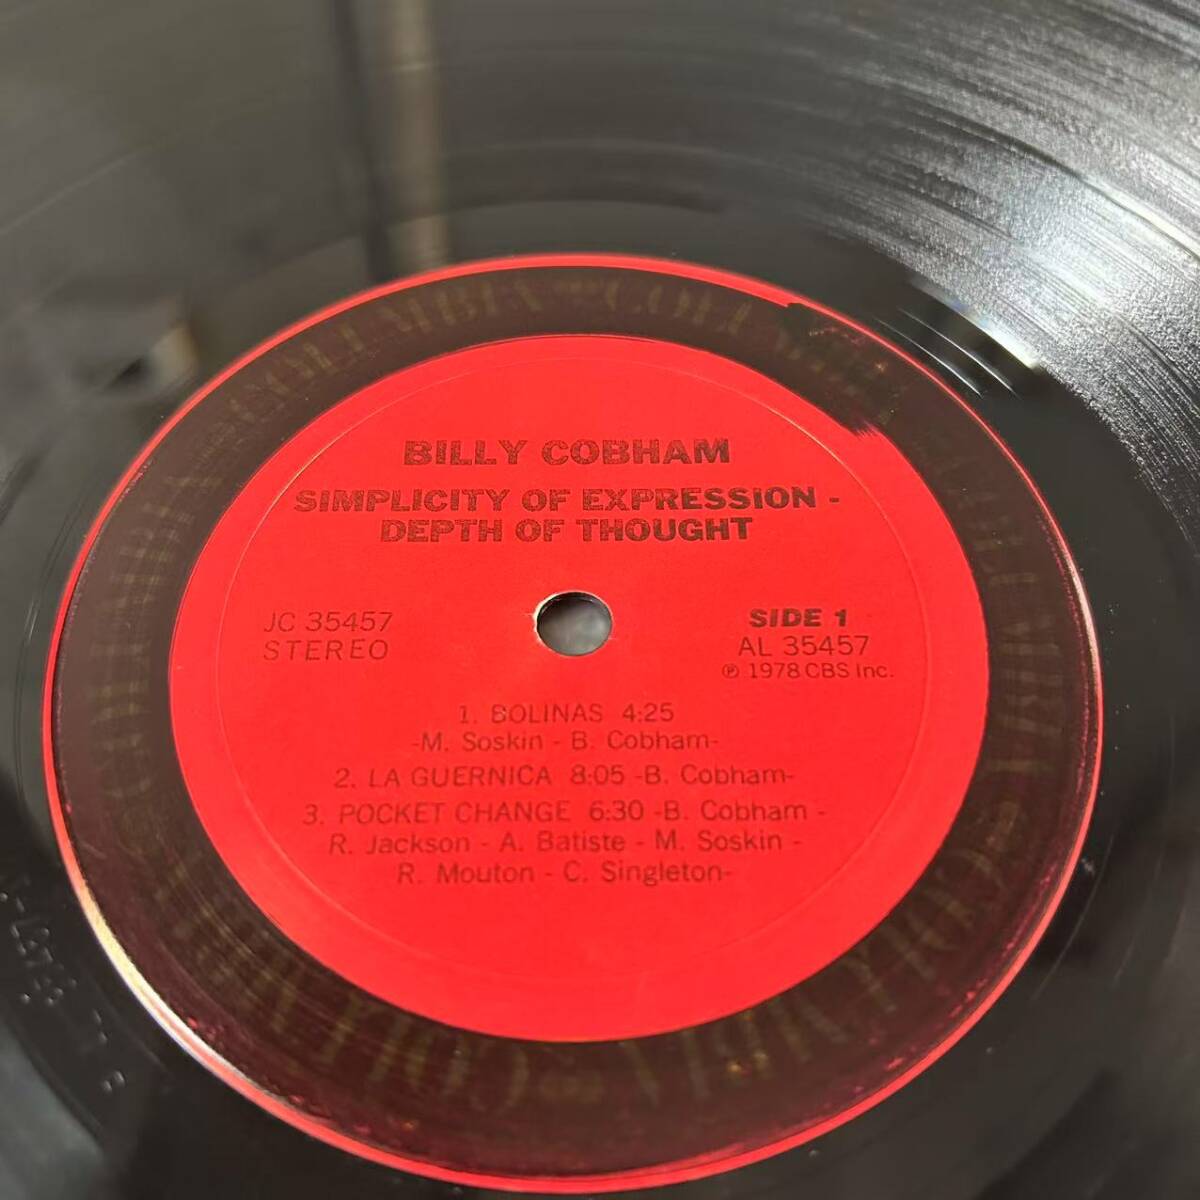 BILLY COBHAM
SIMPLICITY OF EXPRESSION -
DEPTH OF THOUGHT
JC 35457
STEREO
SIDE 1
AL 35457
℗ 1978 CBS Inc.
1. BOLINAS 4:25
-M. Soskin - B. Cobham-
2. LA GUERNICA 8:05 -B. Cobham-
3. POCKET CHANGE 6:30 -B. Cobham -
R. Jackson - A. Batiste - M. Soskin -
R. Mouton - C. Singleton-
COLUMBIA